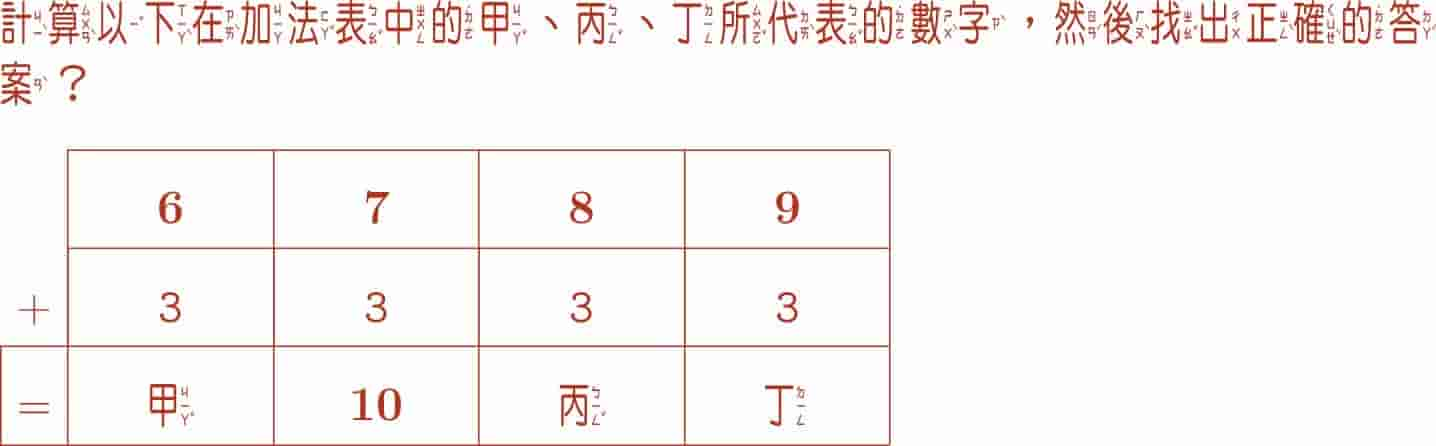 計算以下在加法表中的甲、丙、丁所代表的數字，然後找出正確的答
案？
6 7 8 9
+ 3 3 3 3
= 甲 10 丙 丁